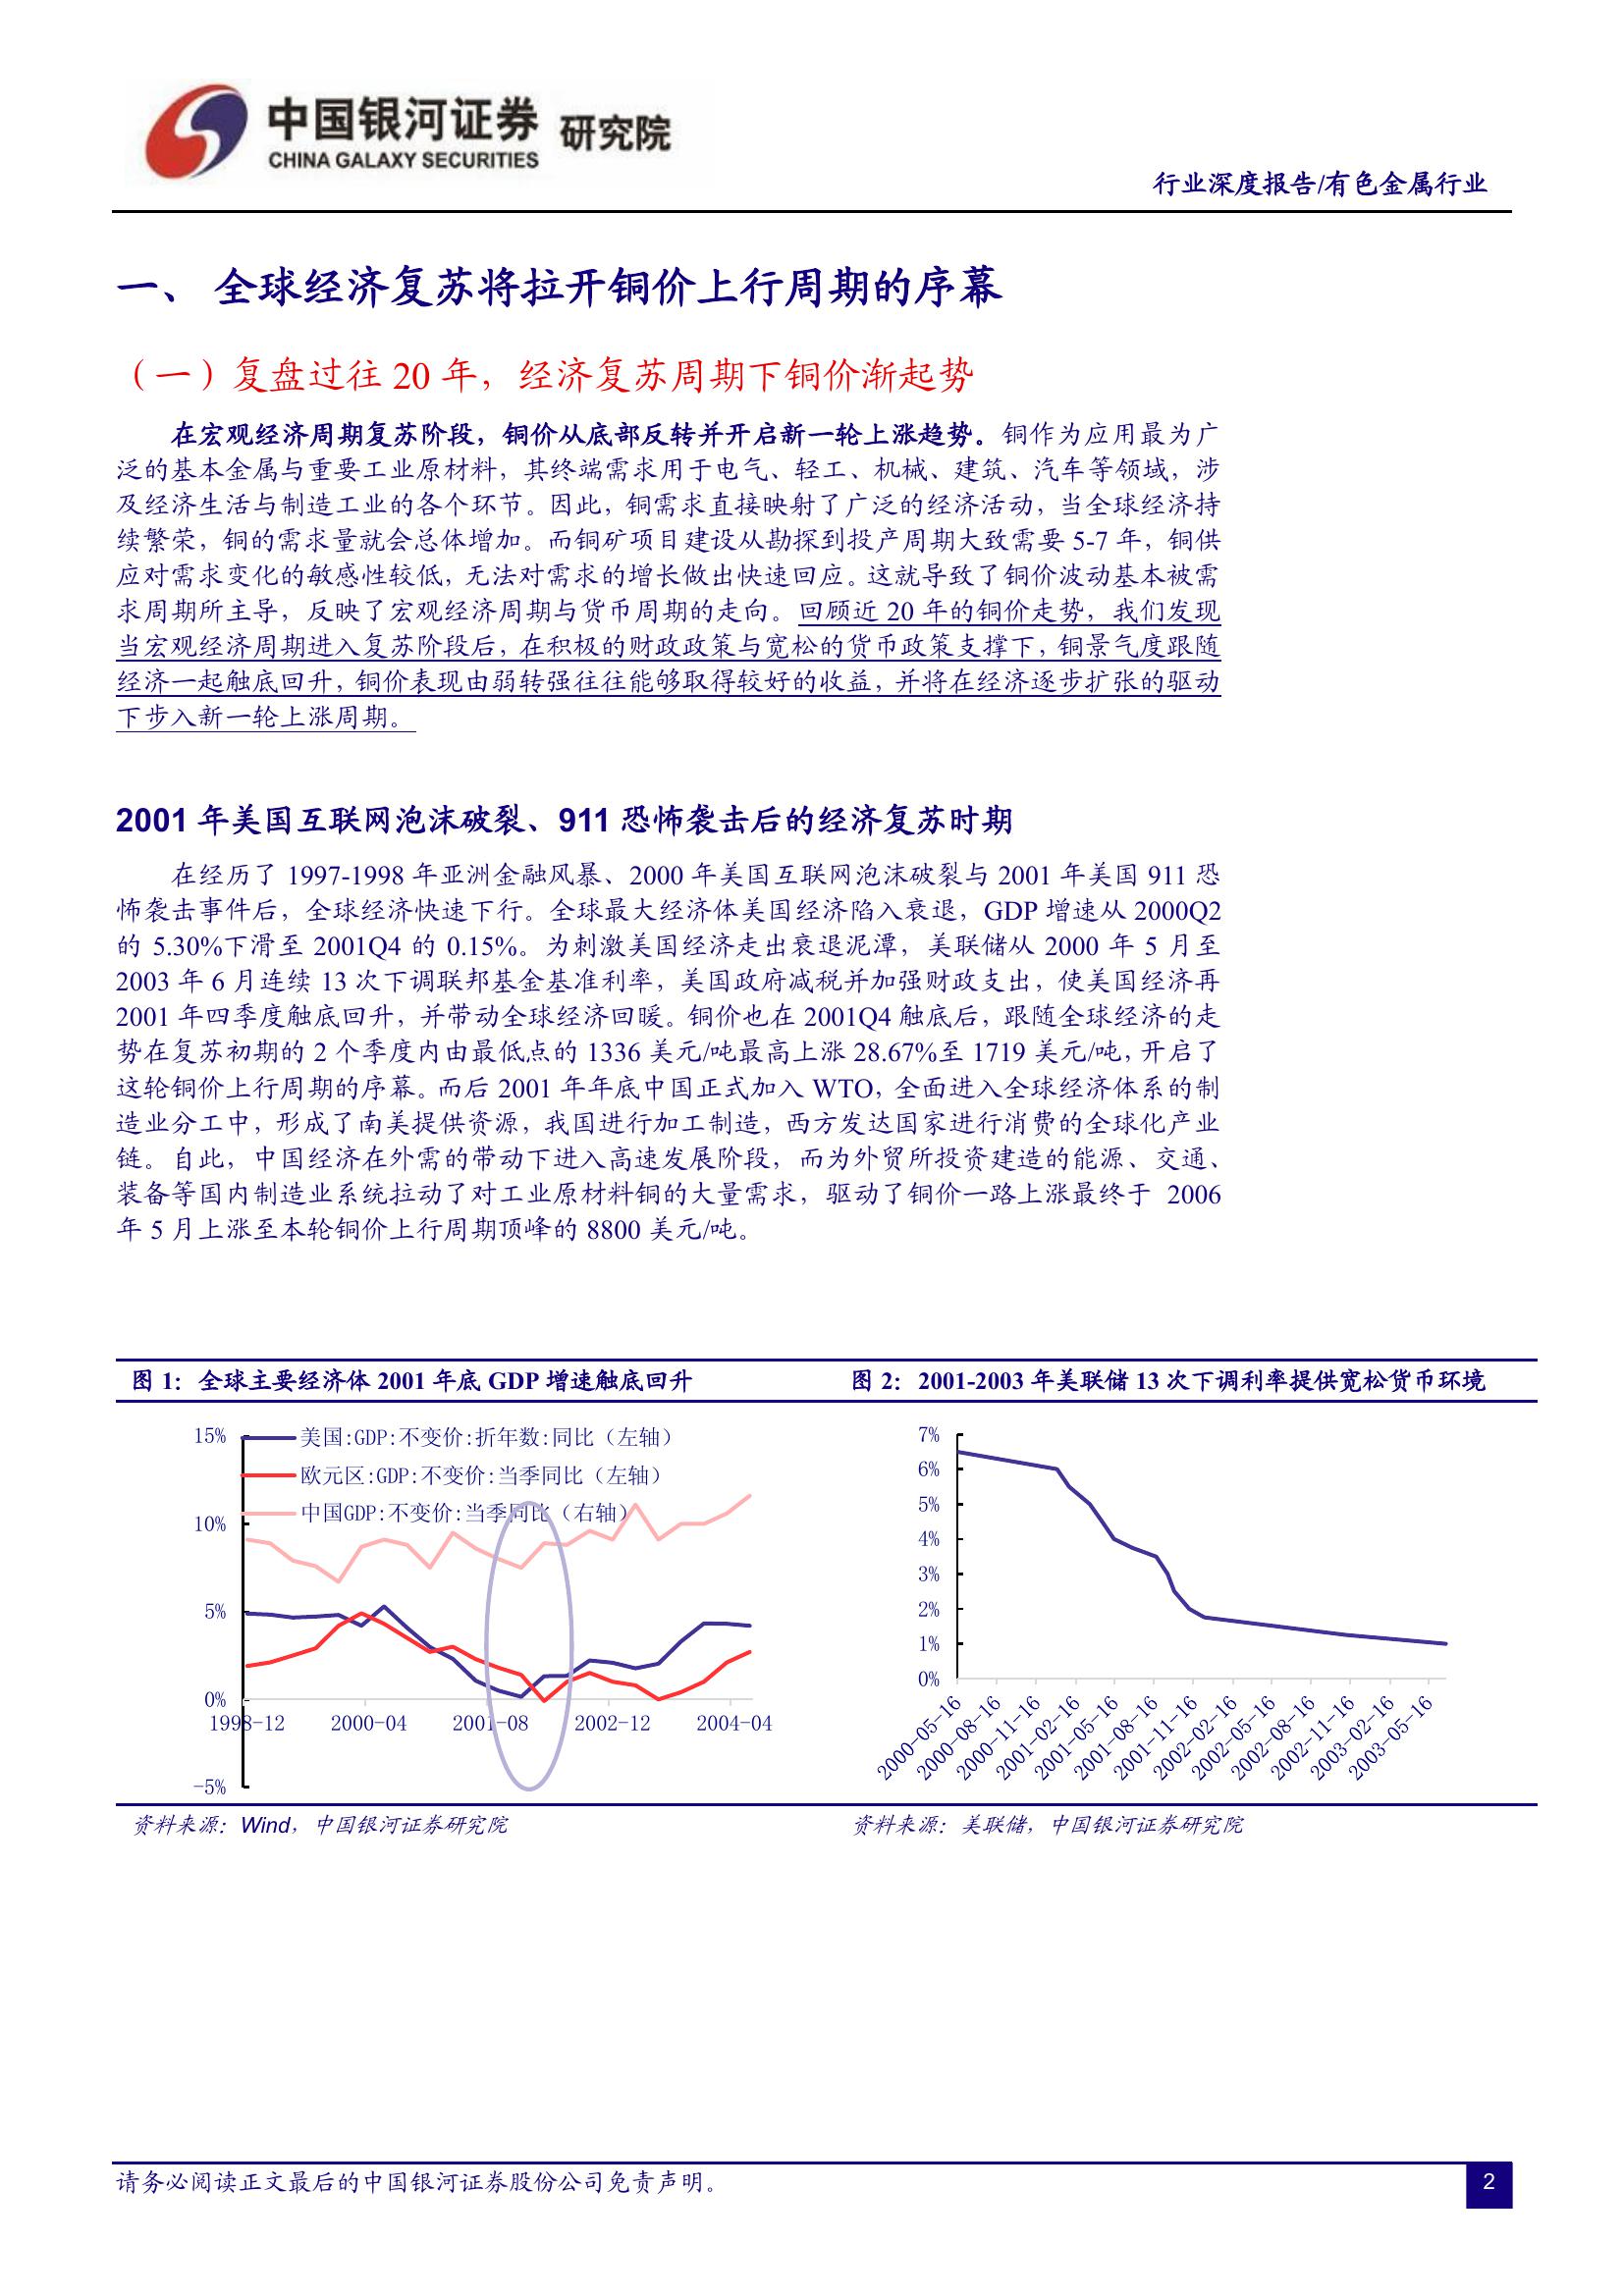 中国银河证券 研究院
CHINA GALAXY SECURITIES
行业深度报告/有色金属行业
一、 全球经济复苏将拉开铜价上行周期的序幕
（一）复盘过往 20 年，经济复苏周期下铜价渐起势
在宏观经济周期复苏阶段，铜价从底部反转并开启新一轮上涨趋势。铜作为应用最为广
泛的基本金属与重要工业原材料，其终端需求用于电气、轻工、机械、建筑、汽车等领域，涉
及经济生活与制造工业的各个环节。因此，铜需求直接映射了广泛的经济活动，当全球经济持
续繁荣，铜的需求量就会总体增加。而铜矿项目建设从勘探到投产周期大致需要 5-7 年，铜供
应对需求变化的敏感性较低，无法对需求的增长做出快速回应。这就导致了铜价波动基本被需
求周期所主导，反映了宏观经济周期与货币周期的走向。回顾近 20 年的铜价走势，我们发现
当宏观经济周期进入复苏阶段后，在积极的财政政策与宽松的货币政策支撑下，铜景气度跟随
经济一起触底回升，铜价表现由弱转强往往能够取得较好的收益，并将在经济逐步扩张的驱动
下步入新一轮上涨周期。
2001 年美国互联网泡沫破裂、911 恐怖袭击后的经济复苏时期
在经历了 1997-1998 年亚洲金融风暴、2000 年美国互联网泡沫破裂与 2001 年美国 911 恐
怖袭击事件后，全球经济快速下行。全球最大经济体美国经济陷入衰退，GDP 增速从 2000Q2
的 5.30%下滑至 2001Q4 的 0.15%。为刺激美国经济走出衰退泥潭，美联储从 2000 年 5 月至
2003 年 6 月连续 13 次下调联邦基金基准利率，美国政府减税并加强财政支出，使美国经济再
2001 年四季度触底回升，并带动全球经济回暖。铜价也在 2001Q4 触底后，跟随全球经济的走
势在复苏初期的 2 个季度内由最低点的 1336 美元/吨最高上涨 28.67%至 1719 美元/吨，开启了
这轮铜价上行周期的序幕。而后 2001 年年底中国正式加入 WTO，全面进入全球经济体系的制
造业分工中，形成了南美提供资源，我国进行加工制造，西方发达国家进行消费的全球化产业
链。自此，中国经济在外需的带动下进入高速发展阶段，而为外贸所投资建造的能源、交通、
装备等国内制造业系统拉动了对工业原材料铜的大量需求，驱动了铜价一路上涨最终于 2006
年 5 月上涨至本轮铜价上行周期顶峰的 8800 美元/吨。
图 1：全球主要经济体 2001 年底 GDP 增速触底回升
15%
10%
5%
0%
-5%
美国:GDP:不变价:折年数:同比（左轴）
欧元区:GDP:不变价:当季同比（左轴）
中国GDP:不变价:当季同比（右轴）
1998-12 2000-04 2001-08 2002-12 2004-04
资料来源：Wind，中国银河证券研究院
图 2： 2001-2003 年美联储 13 次下调利率提供宽松货币环境
7%
6%
5%
4%
3%
2%
1%
0%
2000-05-16 2000-08-16 2000-11-16 2001-02-16 2001-05-16 2001-08-16 2001-11-16 2002-02-16 2002-05-16 2002-08-16 2002-11-16 2003-02-16 2003-05-16
资料来源：美联储，中国银河证券研究院
请务必阅读正文最后的中国银河证券股份公司免责声明。
2